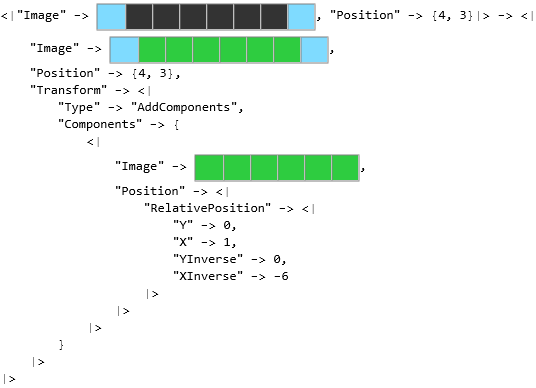 <|"Image" -> , "Position" -> {4, 3}|> -> <|
"Image" -> ,
"Position" -> {4, 3},
"Transform" -> <|
"Type" -> "AddComponents",
"Components" -> {
<|
"Image" -> ,
"Position" -> <|
"RelativePosition" -> <|
"Y" -> 0,
"X" -> 1,
"YInverse" -> 0,
"XInverse" -> -6
|>
|>
|>
}
|>
|>